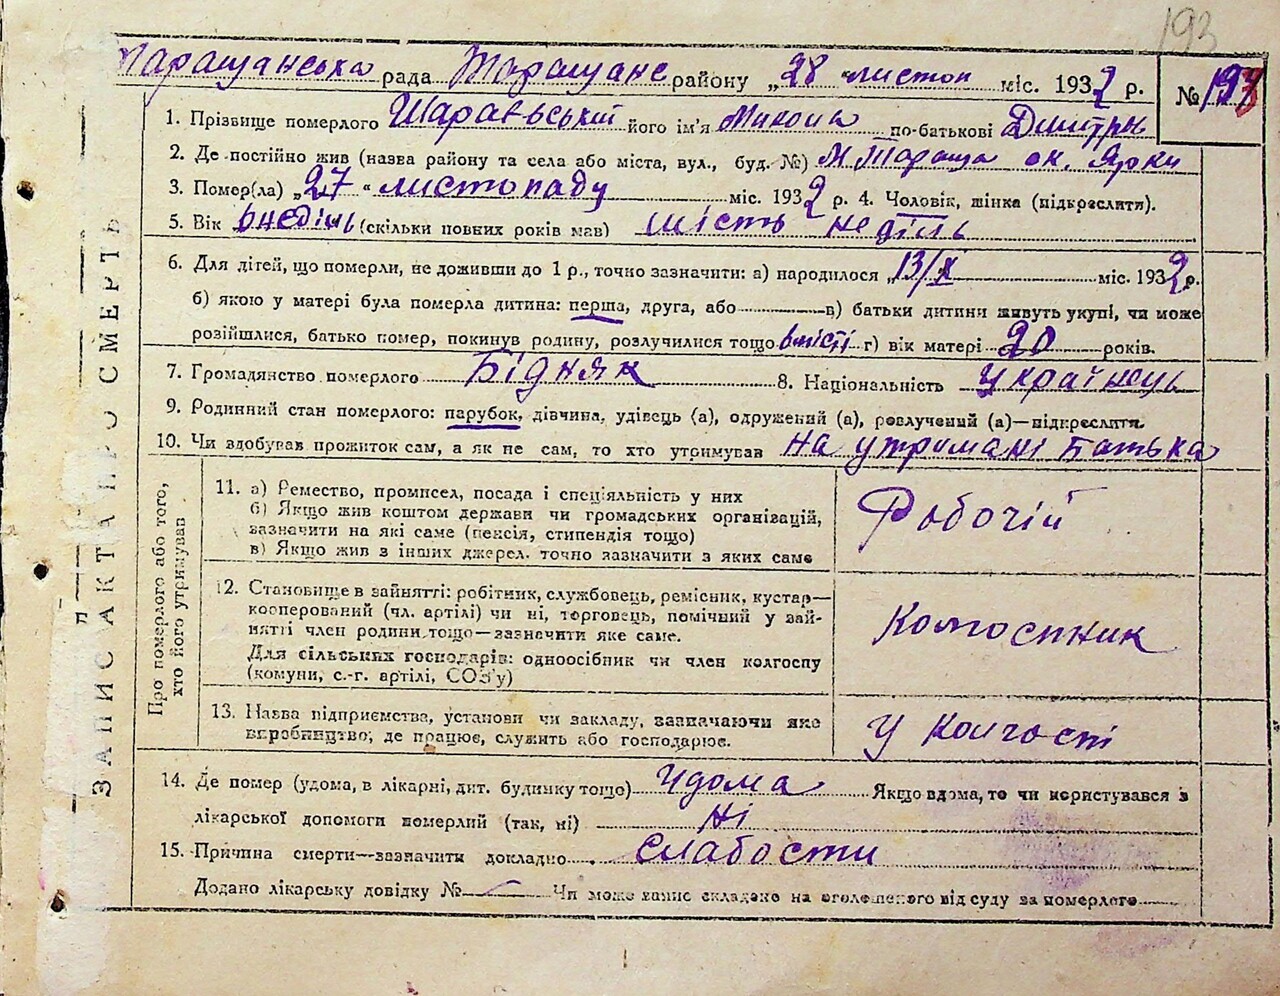 193
Таращанська рада Таращанс району „28 “ листоп міс. 1932 р.
№ 193
1. Прізвище померлого Шаравьський його ім'я Микола по-батькові Дмитры
2. Де постійно жив (назва району та села або міста, вул., буд. №) М. Тараща ок. Ярки
3. Помер(ла) „27 “ листопаду міс. 1932 р. 4. Чоловік, жінка (підкреслити).
5. Вік 6 неділь (скільки повних років мав) шість неділь
6. Для дітей, що померли, не доживши до 1 р., точно зазначити: а) народилося „13/X міс. 1932 р.
б) якою у матері була померла дитина: перша, друга, або в) батьки дитини живуть укупі, чи може
розійшлися, батько помер, покинув родину, розлучилися тощо вмісті г) вік матері 20 років.
7. Громадянство померлого Бідняк 8. Національність Українець
9. Родинний стан померлого: парубок, дівчина, удівець (а), одружений (а), розлучений (а)—підкреслити.
10. Чи здобував прожиток сам, а як не сам, то хто утримував на утримані батька
Про померлого або того, хто його утримував
11. а) Ремество, промисел, посада і спеціяльність у них
б) Якщо жив коштом держави чи громадських організацій,
зазначити на які саме (пенсія, стипендія тощо)
в) Якщо жив з інших джерел, точно зазначити з яких саме
Робочій
12. Становище в зайнятті: робітник, службовець, ремісник, кустар—
кооперований (чл. артілі) чи ні, торговець, помічний у зай-
нятті член родини тощо—зазначити яке саме.
Для сільських господарів: одноосібник чи член колгоспу
(комуни, с.-г. артілі, СОЗ'у)
Колгоспник
13. Назва підприємства, установи чи закладу, зазначаючи яке
виробництво, де працює, служить або господарює.
у колгості
14. Де помер (удома, в лікарні, дит. будинку тощо) Удома Якщо вдома, то чи користувався з
лікарської допомоги померлий (так, ні) Ні
15. Причина смерти—зазначити докладно Слабости
Додано лікарську довідку № Чи може запис складено на оголошеного від суду за померлого
ЗАПИС АКТА ПРО СМЕРТЬ